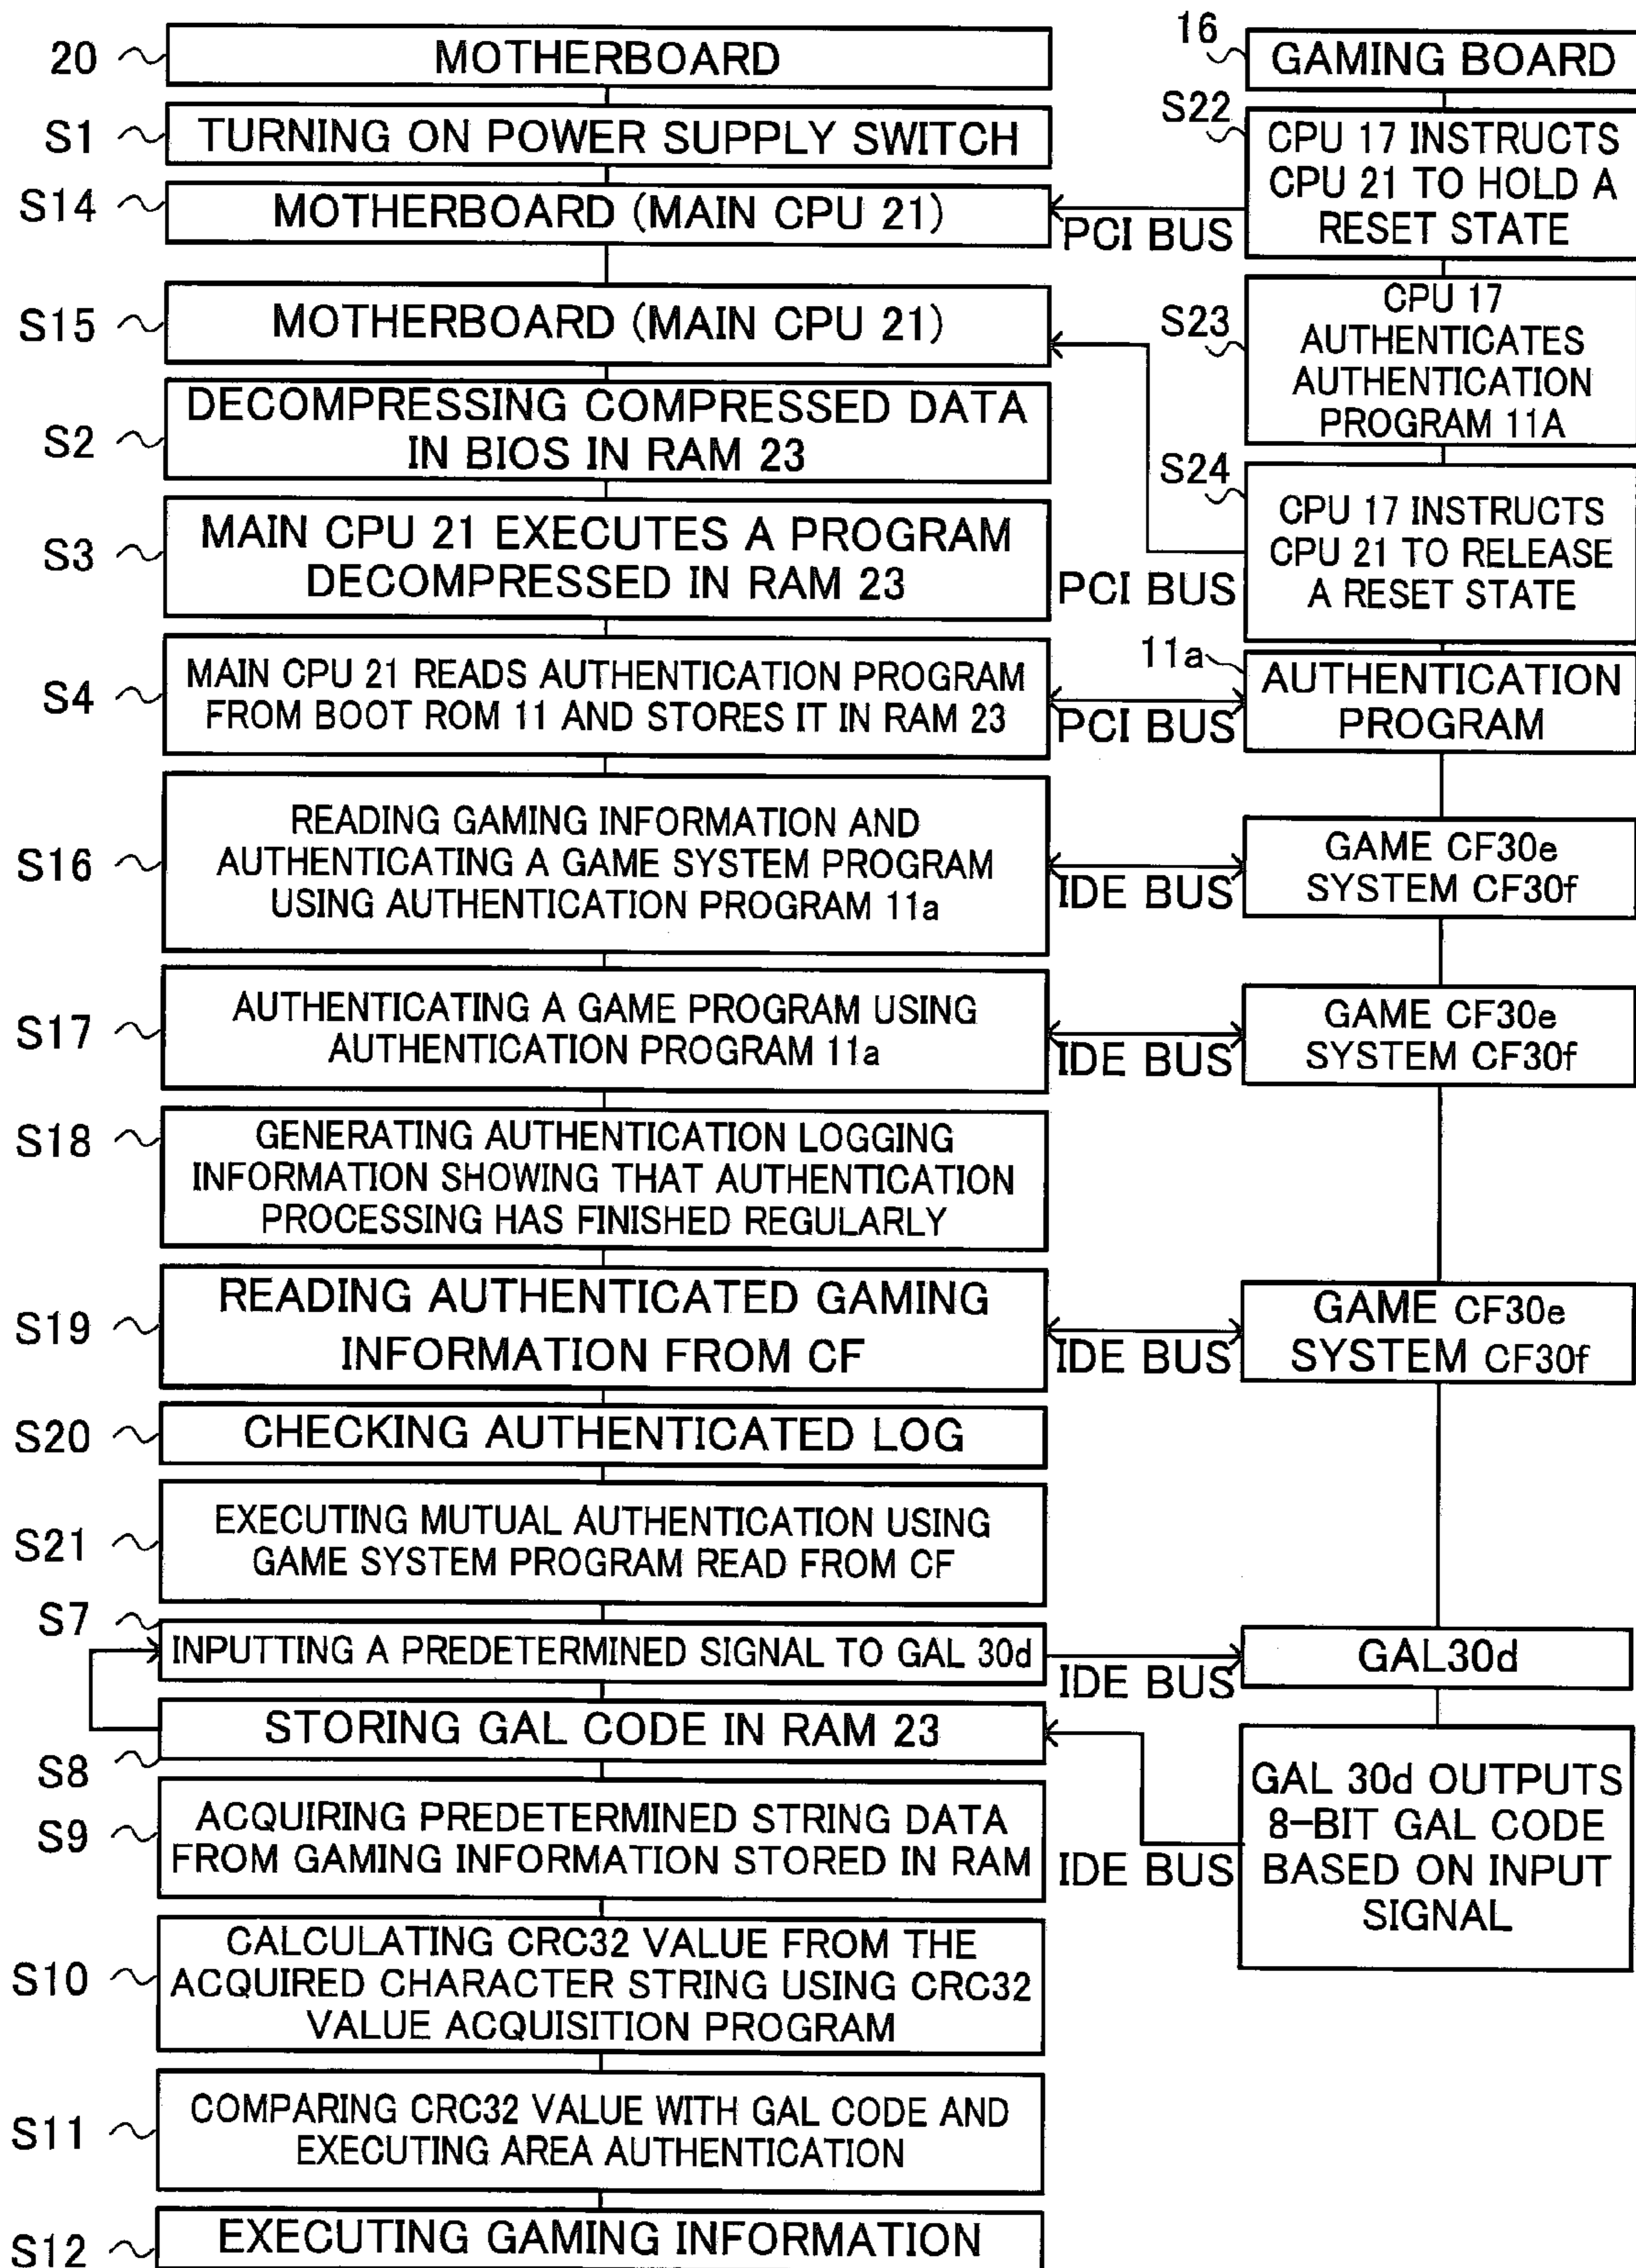 20
MOTHERBOARD
S1
TURNING ON POWER SUPPLY SWITCH
S14
MOTHERBOARD (MAIN CPU 21)
S15
MOTHERBOARD (MAIN CPU 21)
S2
DECOMPRESSING COMPRESSED DATA
IN BIOS IN RAM 23
S3
MAIN CPU 21 EXECUTES A PROGRAM
DECOMPRESSED IN RAM 23
S4
MAIN CPU 21 READS AUTHENTICATION PROGRAM
FROM BOOT ROM 11 AND STORES IT IN RAM 23
S16
READING GAMING INFORMATION AND
AUTHENTICATING A GAME SYSTEM PROGRAM
USING AUTHENTICATION PROGRAM 11a
S17
AUTHENTICATING A GAME PROGRAM USING
AUTHENTICATION PROGRAM 11a
S18
GENERATING AUTHENTICATION LOGGING
INFORMATION SHOWING THAT AUTHENTICATION
PROCESSING HAS FINISHED REGULARLY
S19
READING AUTHENTICATED GAMING
INFORMATION FROM CF
S20
CHECKING AUTHENTICATED LOG
S21
EXECUTING MUTUAL AUTHENTICATION USING
GAME SYSTEM PROGRAM READ FROM CF
S7
INPUTTING A PREDETERMINED SIGNAL TO GAL 30d
STORING GAL CODE IN RAM 23
S8
S9
ACQUIRING PREDETERMINED STRING DATA
FROM GAMING INFORMATION STORED IN RAM
S10
CALCULATING CRC32 VALUE FROM THE
ACQUIRED CHARACTER STRING USING CRC32
VALUE ACQUISITION PROGRAM
S11
COMPARING CRC32 VALUE WITH GAL CODE AND
EXECUTING AREA AUTHENTICATION
S12
EXECUTING GAMING INFORMATION
PCI BUS
PCI BUS
PCI BUS
IDE BUS
IDE BUS
IDE BUS
IDE BUS
IDE BUS
16
GAMING BOARD
S22
CPU 17 INSTRUCTS
CPU 21 TO HOLD A
RESET STATE
S23
CPU 17
AUTHENTICATES
AUTHENTICATION
PROGRAM 11A
S24
CPU 17 INSTRUCTS
CPU 21 TO RELEASE
A RESET STATE
11a
AUTHENTICATION
PROGRAM
GAME CF30e
SYSTEM CF30f
GAME CF30e
SYSTEM CF30f
GAME CF30e
SYSTEM CF30f
GAL30d
GAL 30d OUTPUTS
8-BIT GAL CODE
BASED ON INPUT
SIGNAL